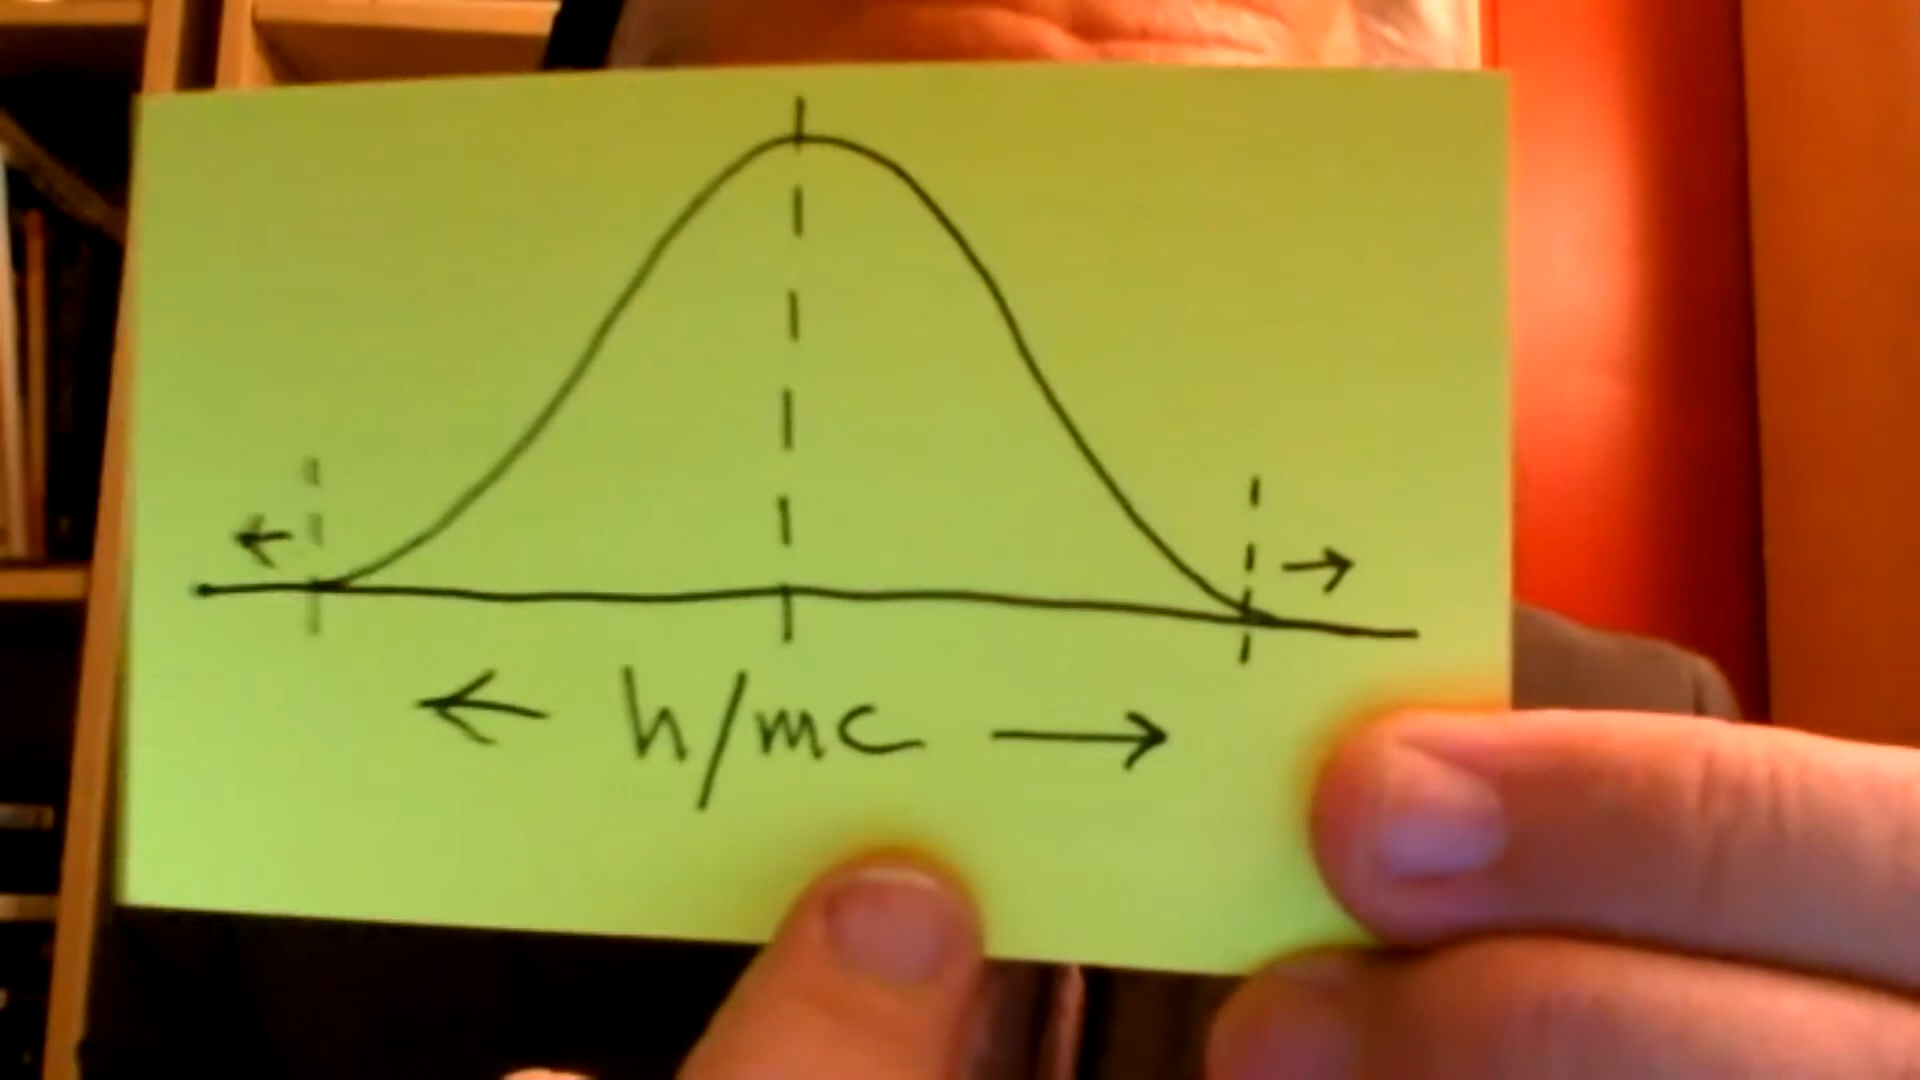 ← h/mc →